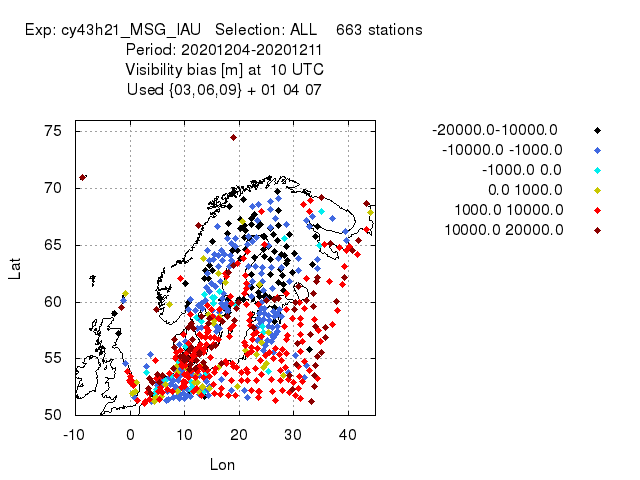 Exp: cy43h21_MSG_IAU   Selection: ALL    663 stations
Period: 20201204-20201211
Visibility bias [m] at  10 UTC
Used {03,06,09} + 01 04 07
-20000.0-10000.0
-10000.0 -1000.0
-1000.0 0.0
0.0 1000.0
1000.0 10000.0
10000.0 20000.0
75
70
65
60
55
50
Lat
-10 0 10 20 30 40
Lon